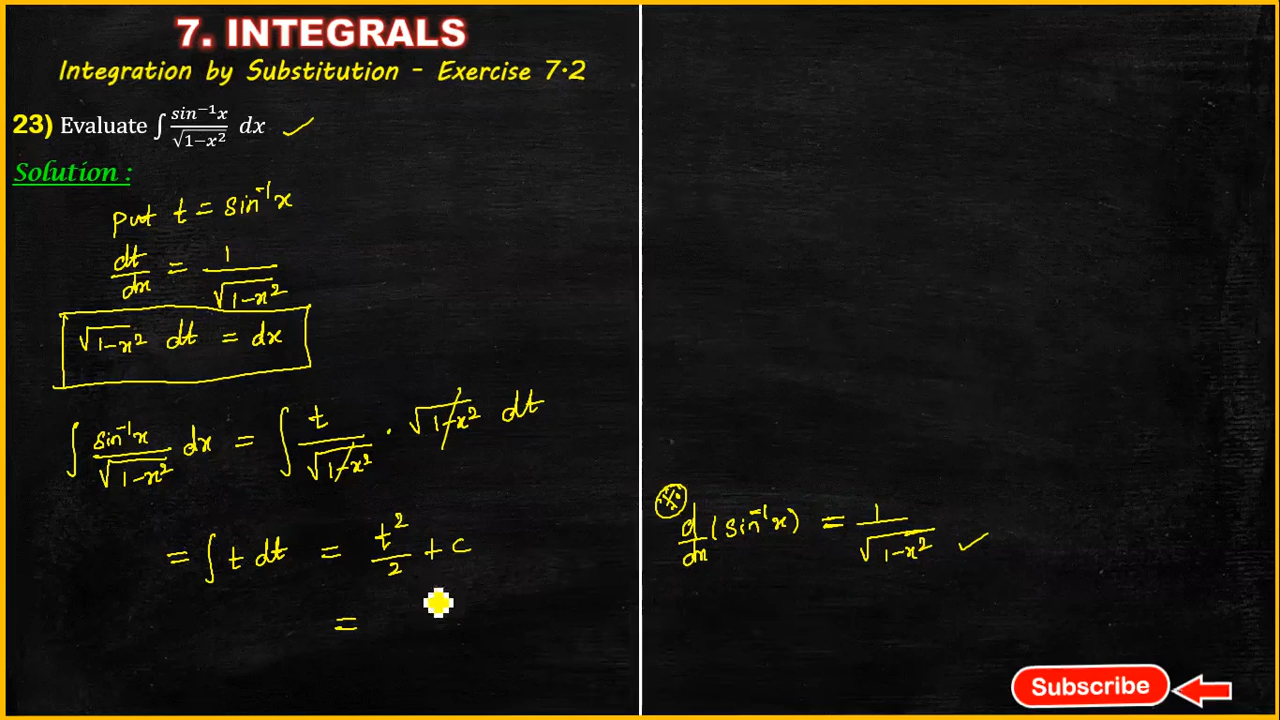 7. INTEGRALS
Integration by Substitution - Exercise 7.2
23) Evaluate ∫ sin⁻¹x / √1−x² dx ✓
Solution :
put t = sin⁻¹x
dt/dx = 1/√1−x²
√1−x² dt = dx
∫ sin⁻¹x / √1−x² dx = ∫ t / √1−x² · √1−x² dt
= ∫ t dt = t²/2 + c
=
d/dx (sin⁻¹x) = 1/√1−x² ✓
Subscribe